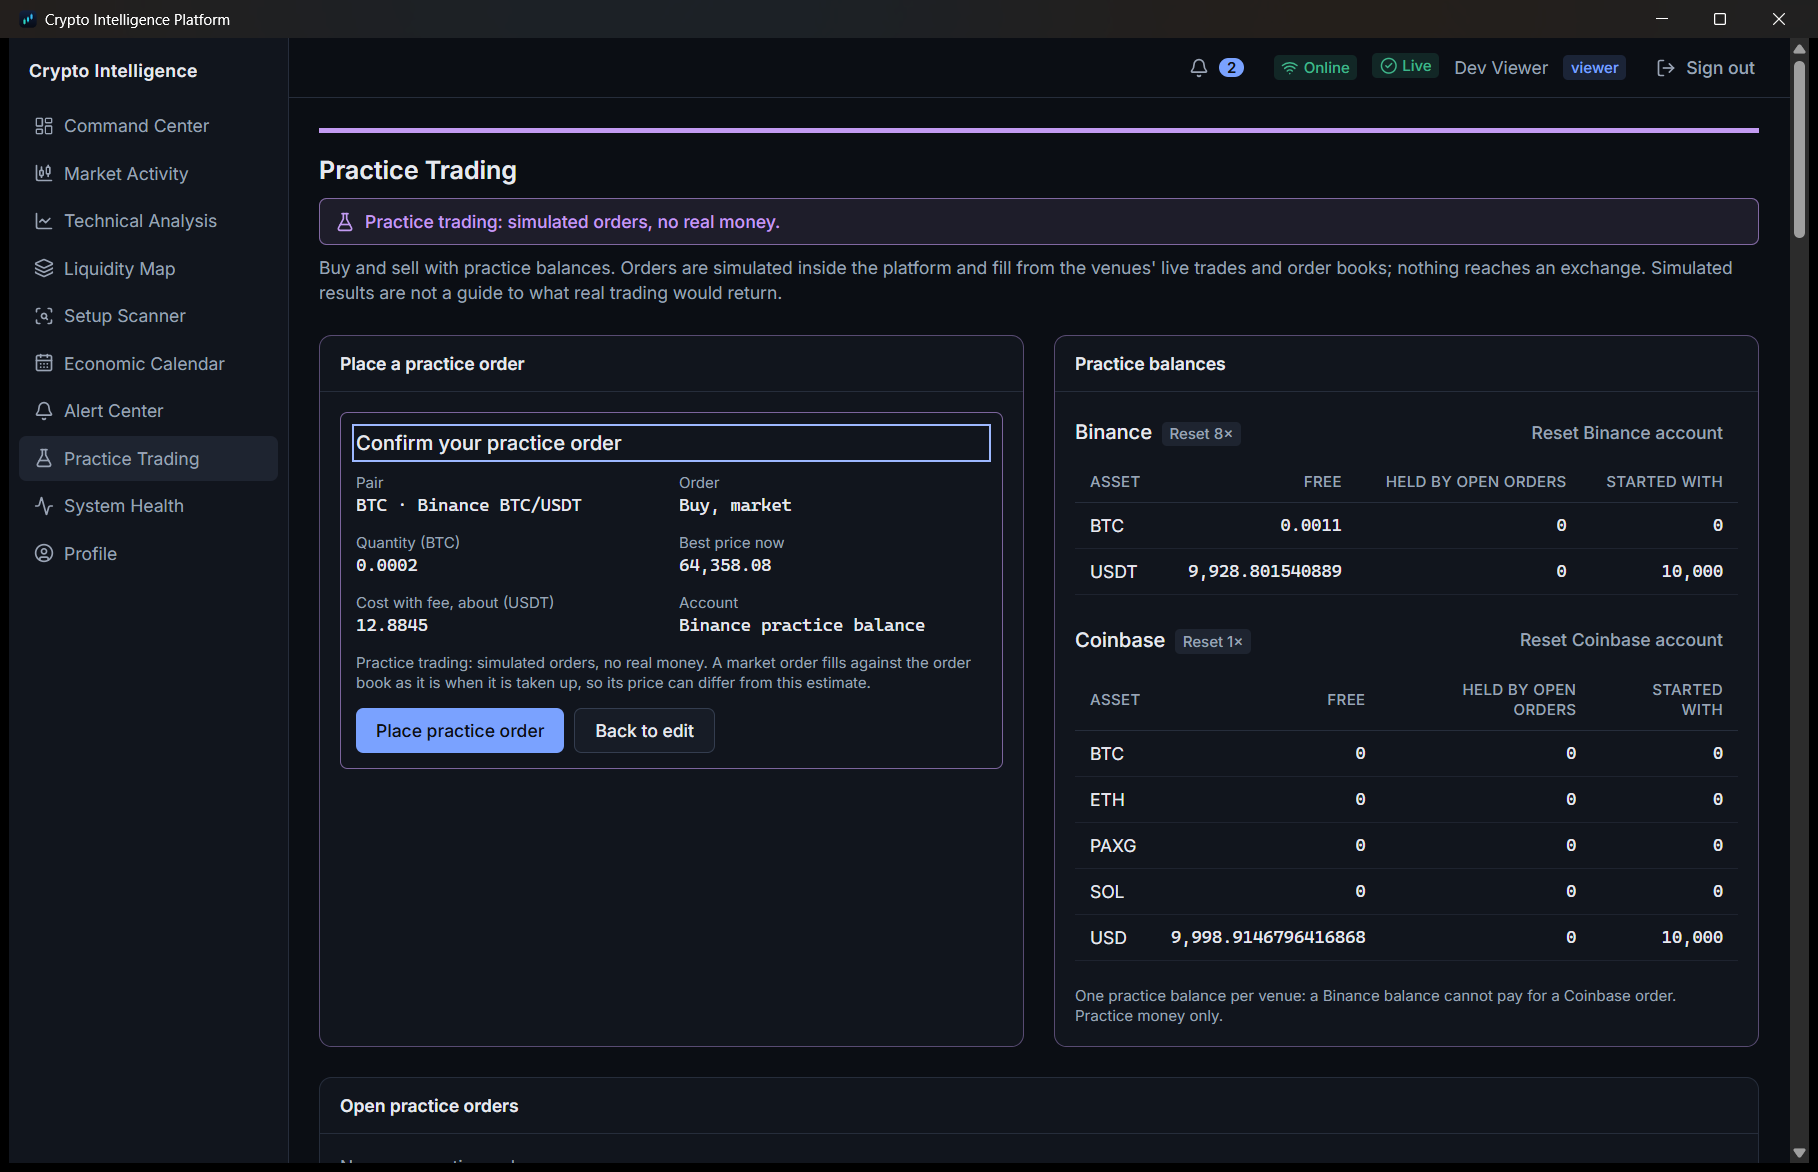 Crypto Intelligence Platform
Crypto Intelligence
2
Online
Live
Dev Viewer
viewer
Sign out
Command Center
Market Activity
Technical Analysis
Liquidity Map
Setup Scanner
Economic Calendar
Alert Center
Practice Trading
System Health
Profile
Practice Trading
Practice trading: simulated orders, no real money.
Buy and sell with practice balances. Orders are simulated inside the platform and fill from the venues' live trades and order books; nothing reaches an exchange. Simulated
results are not a guide to what real trading would return.
Place a practice order
Confirm your practice order
Pair
BTC · Binance BTC/USDT
Order
Buy, market
Quantity (BTC)
0.0002
Best price now
64,358.08
Cost with fee, about (USDT)
12.8845
Account
Binance practice balance
Practice trading: simulated orders, no real money. A market order fills against the order
book as it is when it is taken up, so its price can differ from this estimate.
Place practice order
Back to edit
Practice balances
Binance Reset 8× Reset Binance account
ASSET FREE HELD BY OPEN ORDERS STARTED WITH
BTC 0.0011 0 0
USDT 9,928.801540889 0 10,000
Coinbase Reset 1× Reset Coinbase account
ASSET FREE HELD BY OPEN ORDERS STARTED WITH
BTC 0 0 0
ETH 0 0 0
PAXG 0 0 0
SOL 0 0 0
USD 9,998.9146796416868 0 10,000
One practice balance per venue: a Binance balance cannot pay for a Coinbase order.
Practice money only.
Open practice orders